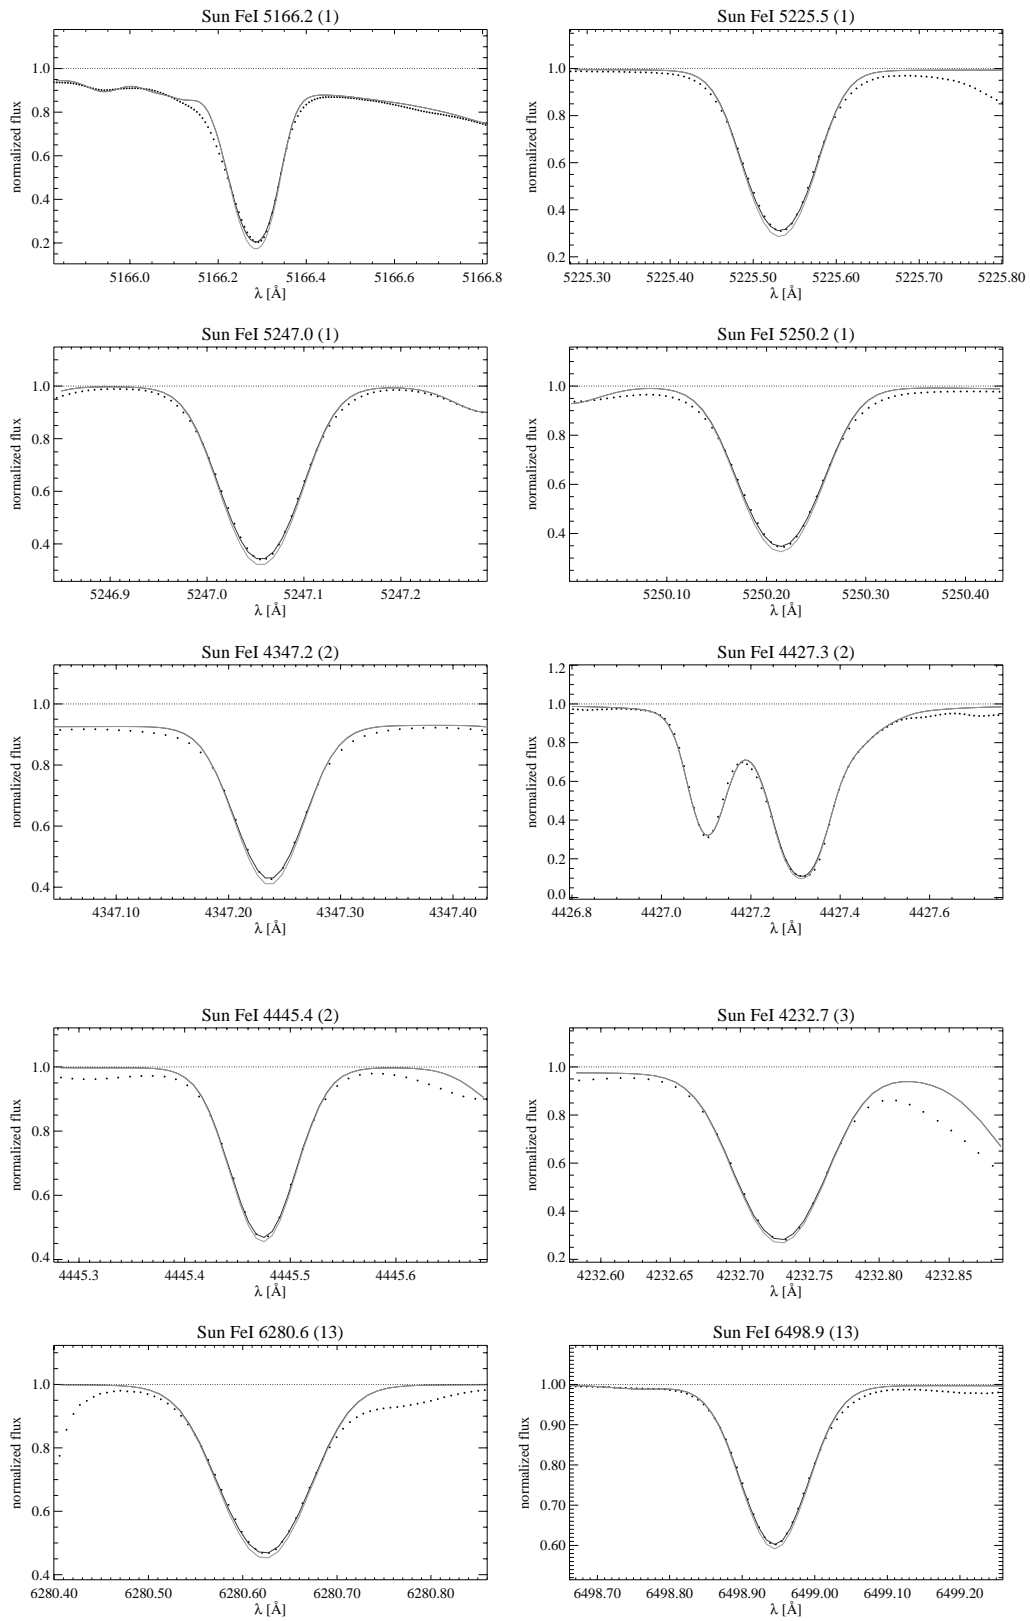 Sun FeI 5166.2 (1)
normalized flux
1.0
0.8
0.6
0.4
0.2
5166.0 5166.2 5166.4 5166.6 5166.8
λ [Å]
Sun FeI 5225.5 (1)
normalized flux
1.0
0.8
0.6
0.4
0.2
5225.30 5225.40 5225.50 5225.60 5225.70 5225.80
λ [Å]
Sun FeI 5247.0 (1)
normalized flux
1.0
0.8
0.6
0.4
5246.9 5247.0 5247.1 5247.2
λ [Å]
Sun FeI 5250.2 (1)
normalized flux
1.0
0.8
0.6
0.4
5250.10 5250.20 5250.30 5250.40
λ [Å]
Sun FeI 4347.2 (2)
normalized flux
1.0
0.8
0.6
0.4
4347.10 4347.20 4347.30 4347.40
λ [Å]
Sun FeI 4427.3 (2)
normalized flux
1.2
1.0
0.8
0.6
0.4
0.2
0.0
4426.8 4427.0 4427.2 4427.4 4427.6
λ [Å]
Sun FeI 4445.4 (2)
normalized flux
1.0
0.8
0.6
0.4
4445.3 4445.4 4445.5 4445.6
λ [Å]
Sun FeI 4232.7 (3)
normalized flux
1.0
0.8
0.6
0.4
0.2
4232.60 4232.65 4232.70 4232.75 4232.80 4232.85
λ [Å]
Sun FeI 6280.6 (13)
normalized flux
1.0
0.8
0.6
0.4
6280.40 6280.50 6280.60 6280.70 6280.80
λ [Å]
Sun FeI 6498.9 (13)
normalized flux
1.00
0.90
0.80
0.70
0.60
6498.70 6498.80 6498.90 6499.00 6499.10 6499.20
λ [Å]